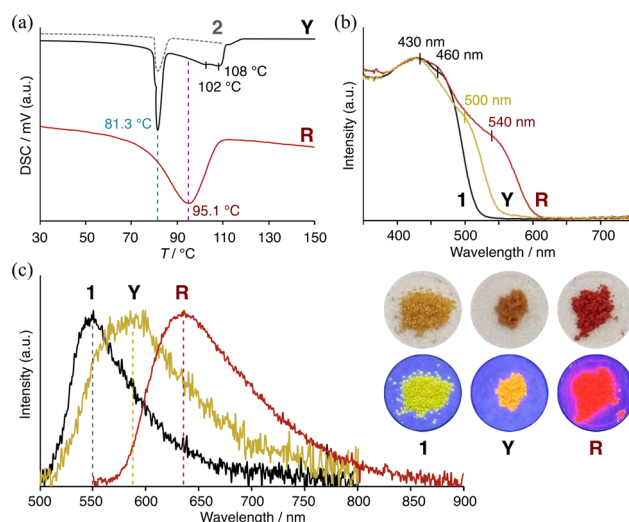 (a)
2
Y
108 °C
102 °C
81.3 °C
R
95.1 °C
DSC / mV (a.u.)
30 50 70 90 110 130 150
T / °C
(b)
430 nm
460 nm
500 nm
540 nm
1 Y R
Intensity (a.u.)
400 500 600 700
Wavelength / nm
(c)
1 Y R
Intensity (a.u.)
500 550 600 650 700 750 800 850 900
Wavelength / nm
1 Y R